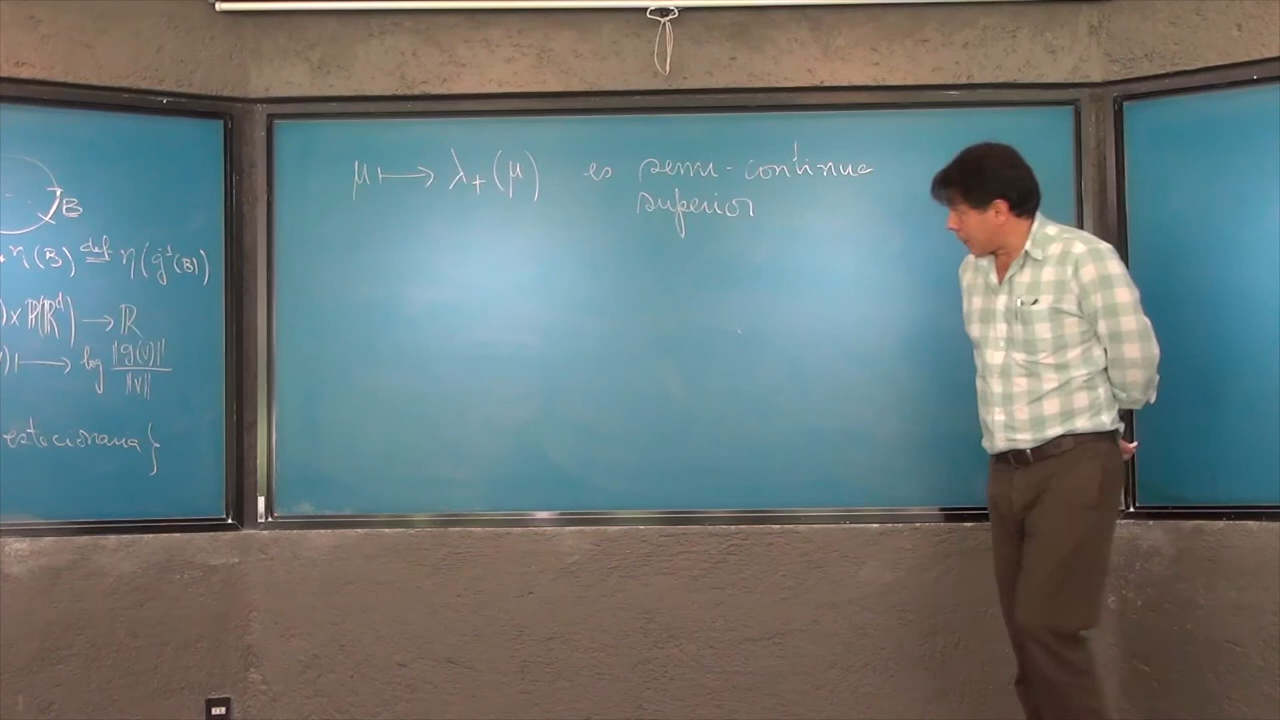 B
η(B) def= η(g⁻¹(B))
) x P(ℝᵈ) → ℝ
) ⟼ log ‖g(v)‖ / ‖v‖
estacionaria }
μ ⟼ λ₊(μ) es semi-continua
superior